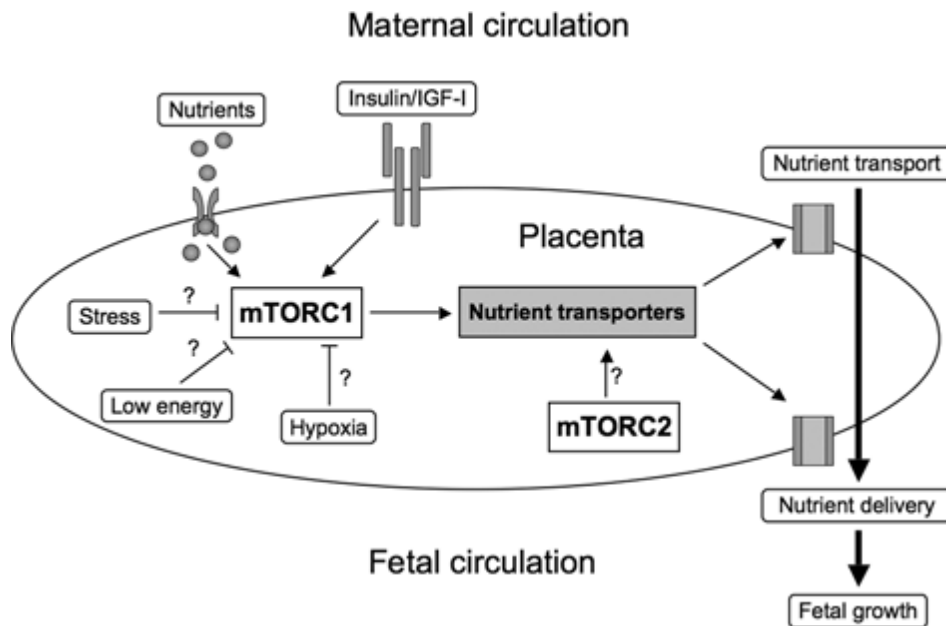 Maternal circulation
Nutrients
Insulin/IGF-I
Nutrient transport
Placenta
Stress
?
mTORC1
Nutrient transporters
?
Low energy
?
Hypoxia
?
mTORC2
Nutrient delivery
Fetal circulation
Fetal growth